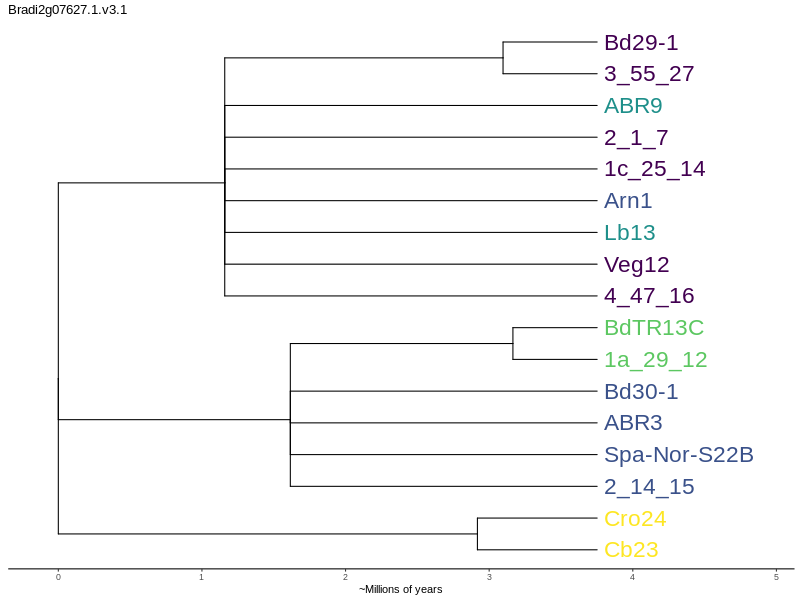 Bradi2g07627.1.v3.1
Bd29-1
3_55_27
ABR9
2_1_7
1c_25_14
Arn1
Lb13
Veg12
4_47_16
BdTR13C
1a_29_12
Bd30-1
ABR3
Spa-Nor-S22B
2_14_15
Cro24
Cb23
0 1 2 3 4 5
~Millions of years